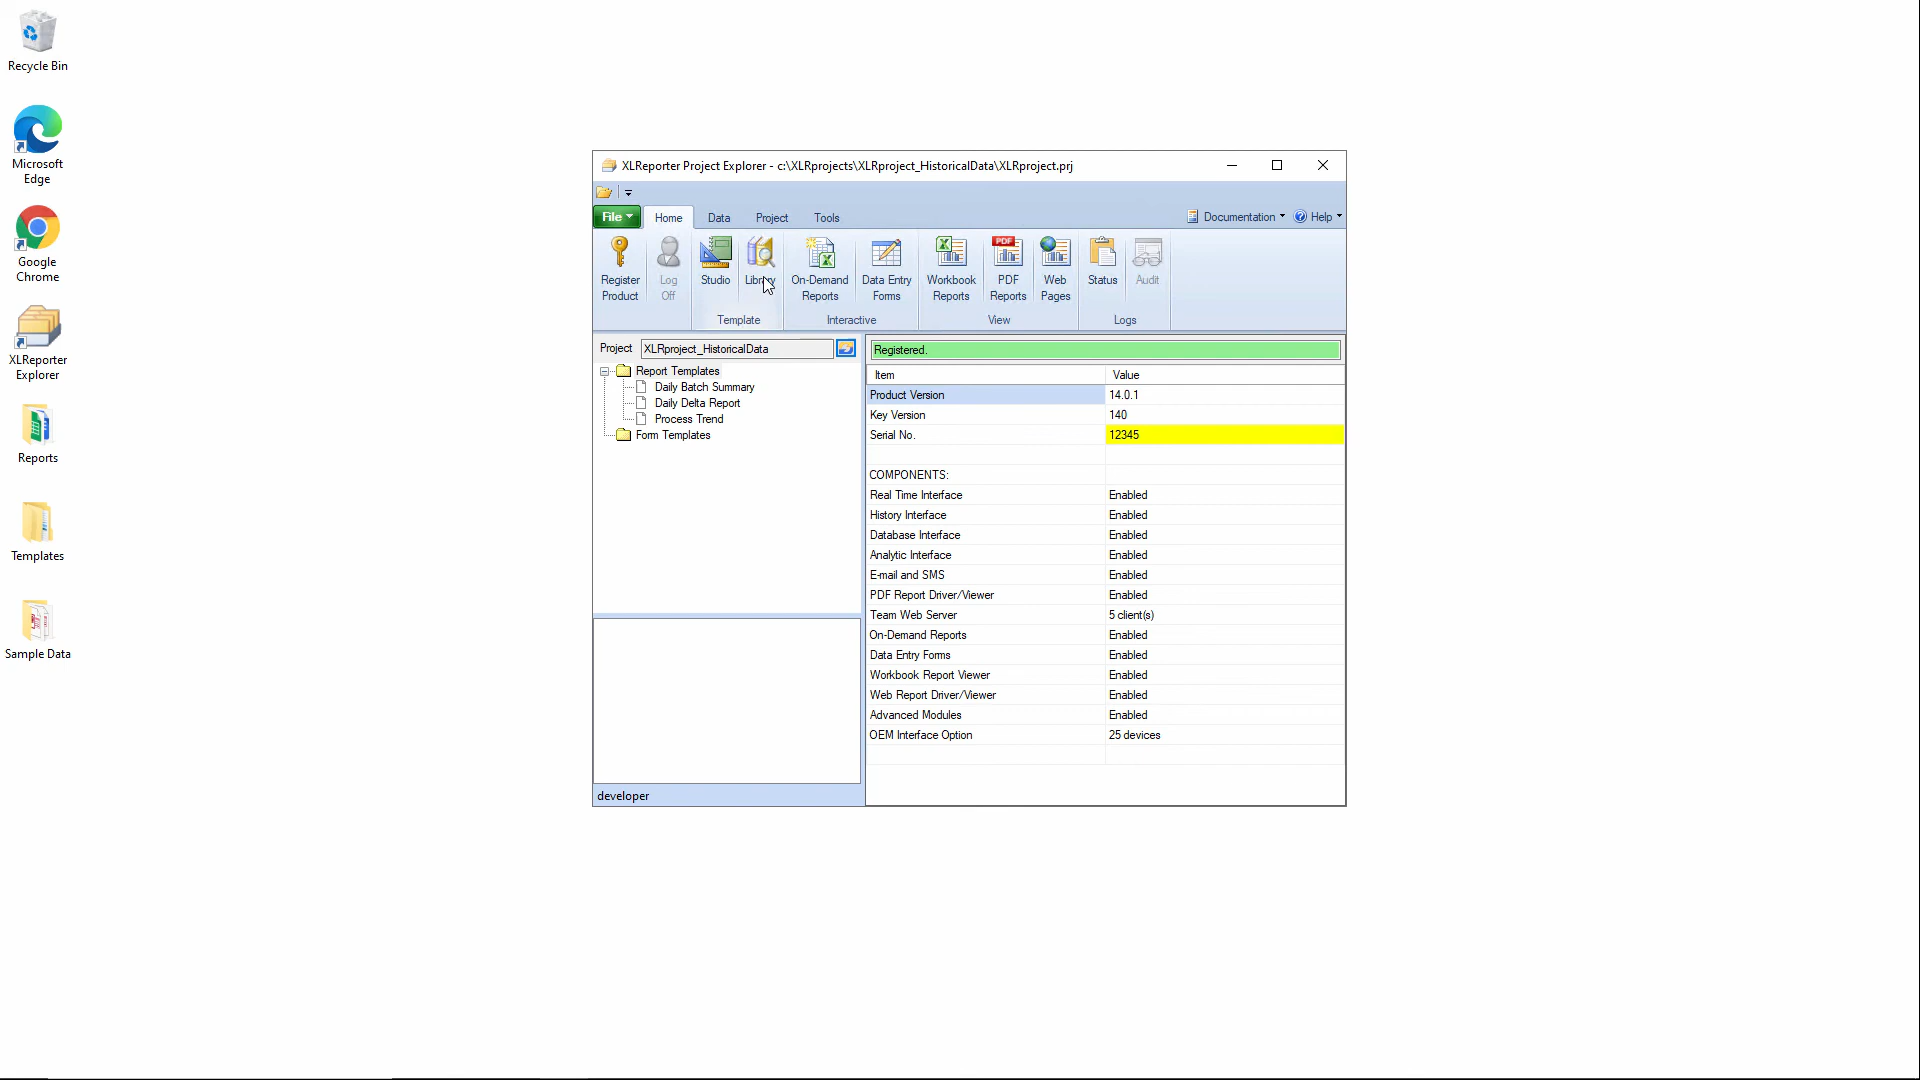 Recycle Bin
Microsoft
Edge
Google
Chrome
XLReporter
Explorer
Reports
Templates
Sample Data
XLReporter Project Explorer - c:\XLRprojects\XLRproject_HistoricalData\XLRproject.prj
File Home Data Project Tools Documentation Help
Register
Product
Log
Off
Studio
Library
Template
On-Demand
Reports
Data Entry
Forms
Interactive
Workbook
Reports
PDF
PDF
Reports
Web
Pages
View
Status
Audit
Logs
Project XLRproject_HistoricalData
Report Templates
Daily Batch Summary
Daily Delta Report
Process Trend
Form Templates
developer
Registered.
Item Value
Product Version 14.0.1
Key Version 140
Serial No. 12345
COMPONENTS:
Real Time Interface Enabled
History Interface Enabled
Database Interface Enabled
Analytic Interface Enabled
E-mail and SMS Enabled
PDF Report Driver/Viewer Enabled
Team Web Server 5 client(s)
On-Demand Reports Enabled
Data Entry Forms Enabled
Workbook Report Viewer Enabled
Web Report Driver/Viewer Enabled
Advanced Modules Enabled
OEM Interface Option 25 devices